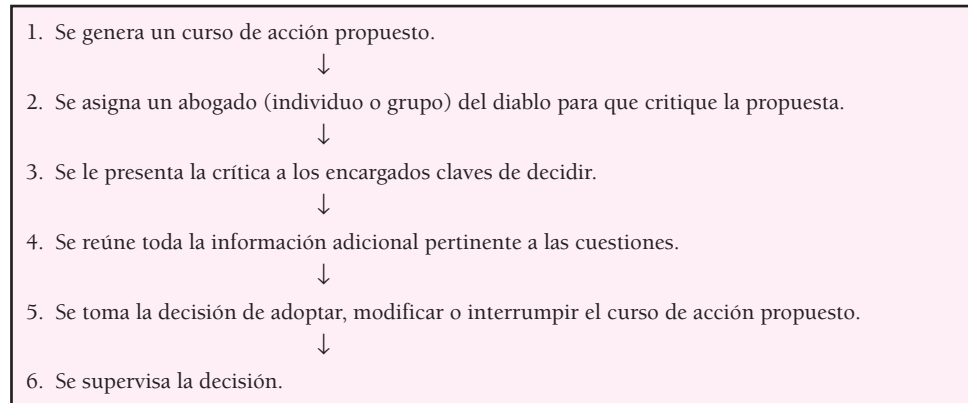 1. Se genera un curso de acción propuesto.
↓
2. Se asigna un abogado (individuo o grupo) del diablo para que critique la propuesta.
↓
3. Se le presenta la crítica a los encargados claves de decidir.
↓
4. Se reúne toda la información adicional pertinente a las cuestiones.
↓
5. Se toma la decisión de adoptar, modificar o interrumpir el curso de acción propuesto.
↓
6. Se supervisa la decisión.